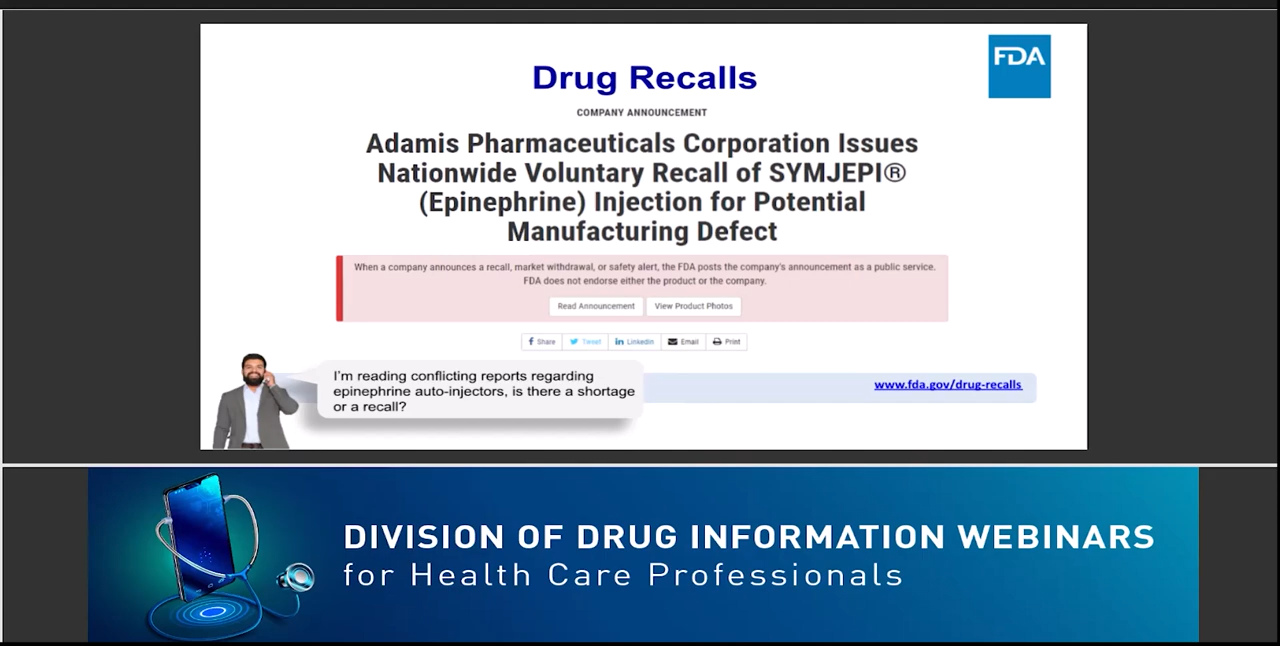 FDA
Drug Recalls
COMPANY ANNOUNCEMENT
Adamis Pharmaceuticals Corporation Issues
Nationwide Voluntary Recall of SYMJEPI®
(Epinephrine) Injection for Potential
Manufacturing Defect
When a company announces a recall, market withdrawal, or safety alert, the FDA posts the company's announcement as a public service.
FDA does not endorse either the product or the company.
Read Announcement View Product Photos
Share Tweet Linkedin Email Print
I'm reading conflicting reports regarding
epinephrine auto-injectors, is there a shortage
or a recall?
www.fda.gov/drug-recalls
DIVISION OF DRUG INFORMATION WEBINARS
for Health Care Professionals